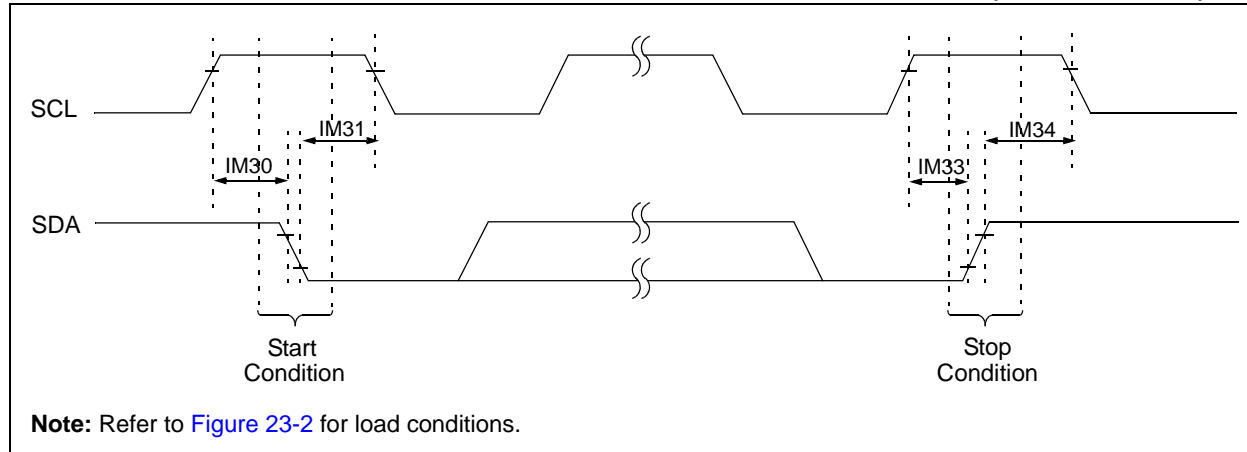 SCL
IM31
IM34
IM30
IM33
SDA
Start
Condition
Stop
Condition
Note: Refer to Figure 23-2 for load conditions.